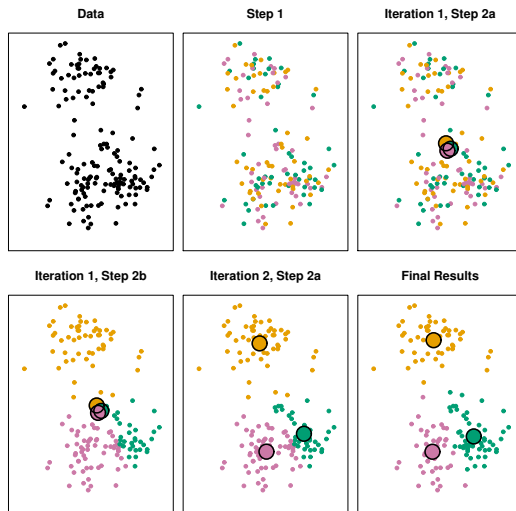 Data
Step 1
Iteration 1, Step 2a
Iteration 1, Step 2b
Iteration 2, Step 2a
Final Results